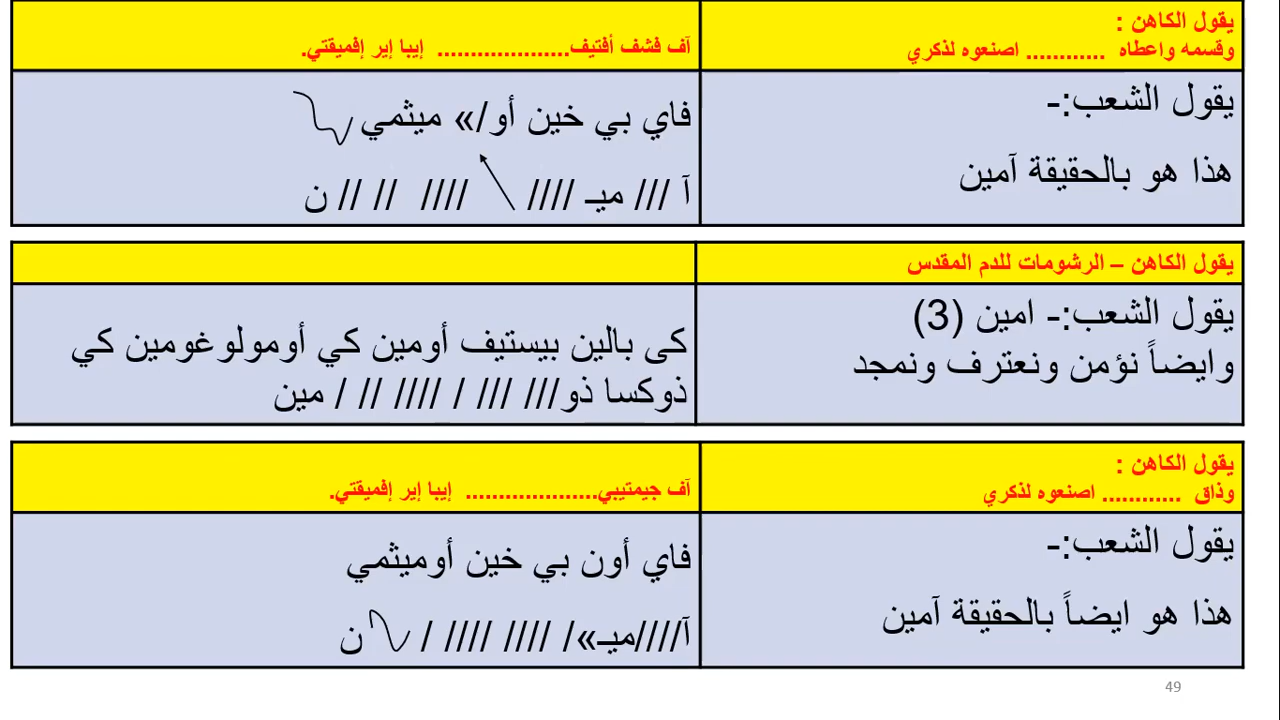 يقول الكاهن :
وقسمه واعطاه ............ اصنعوه لذكري
آف فشف أفتيف.................... إيبا إير إفميقتي.
يقول الشعب:-
هذا هو بالحقيقة آمين
فاي بي خين أو/» ميثمي
آ /// ميـ //// //// // // ن
يقول الكاهن – الرشومات للدم المقدس
يقول الشعب:- امين (3)
وايضاً نؤمن ونعترف ونمجد
كى بالين بيستيف أومين كي أومولوغومين كي
ذوكسا ذو/// /// / //// // / مين
يقول الكاهن :
وذاق ............ اصنعوه لذكري
آف جيمتيبي.................... إيبا إير إفميقتي.
يقول الشعب:-
هذا هو ايضاً بالحقيقة آمين
فاي أون بي خين أوميثمي
آ////ميـ»/ //// //// / ن
49